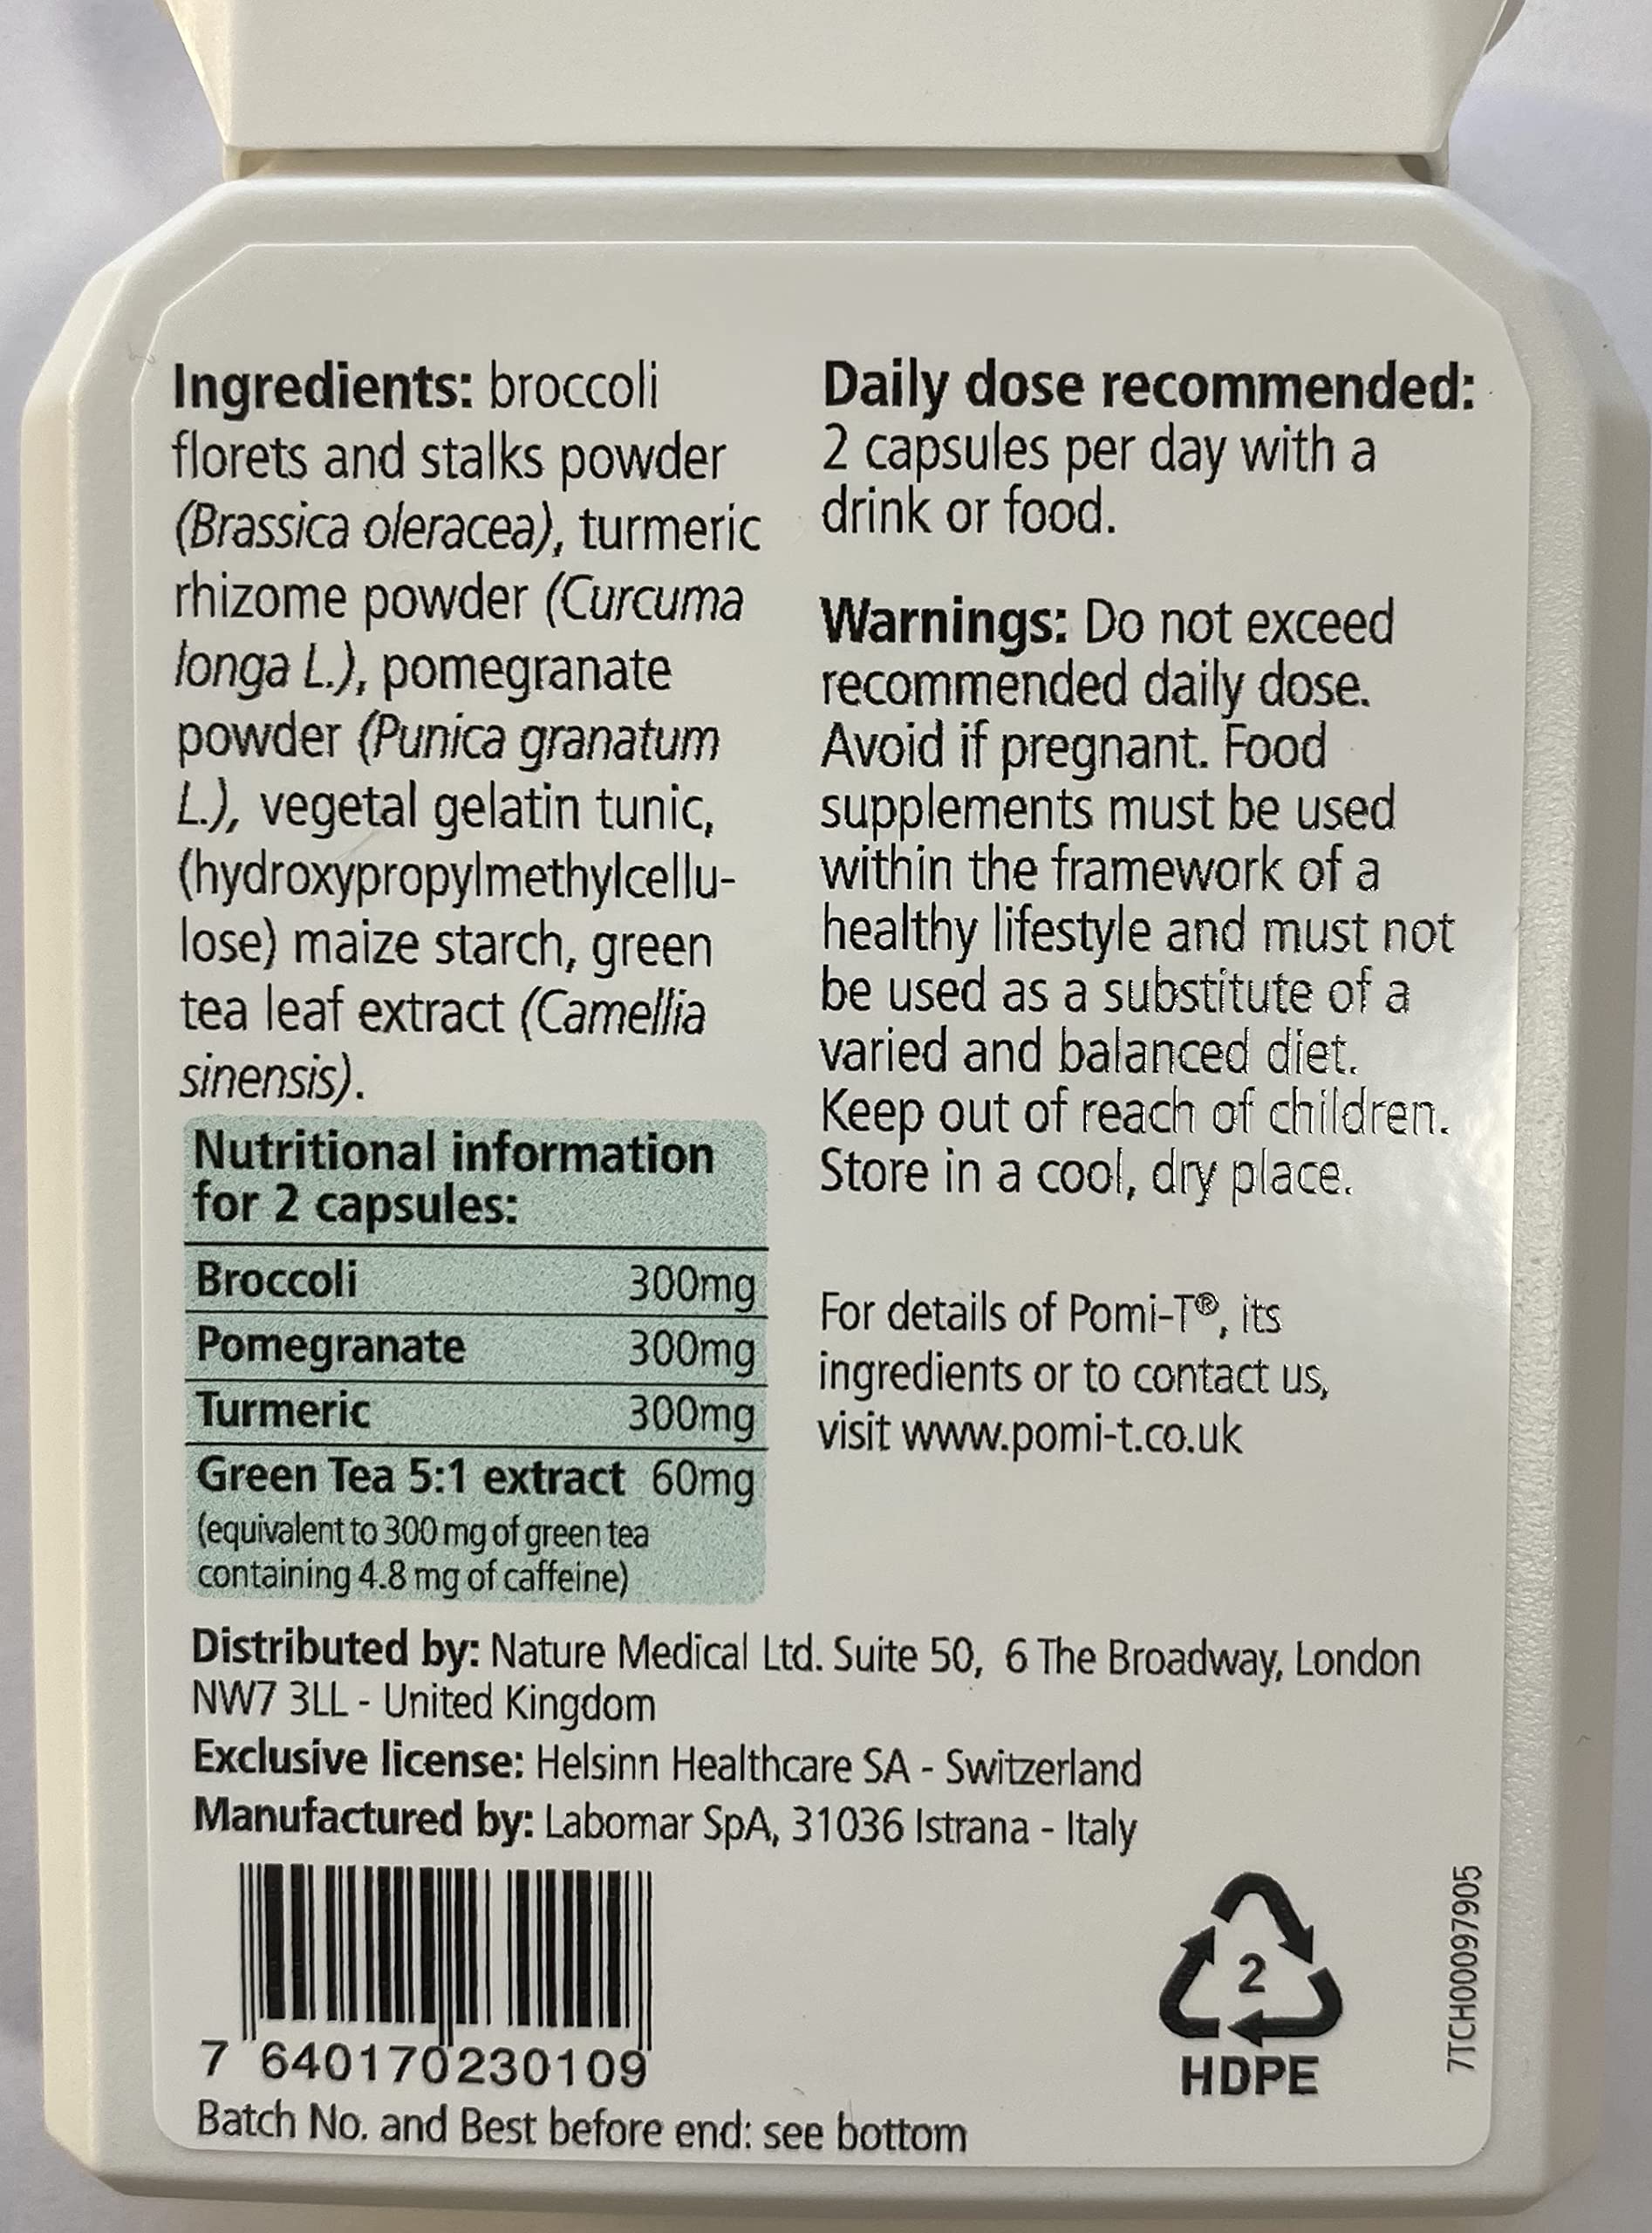 Ingredients: broccoli
florets and stalks powder
(Brassica oleracea), turmeric
rhizome powder (Curcuma
longa L.), pomegranate
powder (Punica granatum
L.), vegetal gelatin tunic,
(hydroxypropylmethylcellu-
lose) maize starch, green
tea leaf extract (Camellia
sinensis).
Nutritional information
for 2 capsules:
Broccoli 300mg
Pomegranate 300mg
Turmeric 300mg
Green Tea 5:1 extract 60mg
(equivalent to 300 mg of green tea
containing 4.8 mg of caffeine)
Daily dose recommended:
2 capsules per day with a
drink or food.
Warnings: Do not exceed
recommended daily dose.
Avoid if pregnant. Food
supplements must be used
within the framework of a
healthy lifestyle and must not
be used as a substitute of a
varied and balanced diet.
Keep out of reach of children.
Store in a cool, dry place.
For details of Pomi-T®, its
ingredients or to contact us,
visit www.pomi-t.co.uk
Distributed by: Nature Medical Ltd. Suite 50, 6 The Broadway, London
NW7 3LL - United Kingdom
Exclusive license: Helsinn Healthcare SA - Switzerland
Manufactured by: Labomar SpA, 31036 Istrana - Italy
7 640170230109
Batch No. and Best before end: see bottom
2
HDPE
7TCH00097905